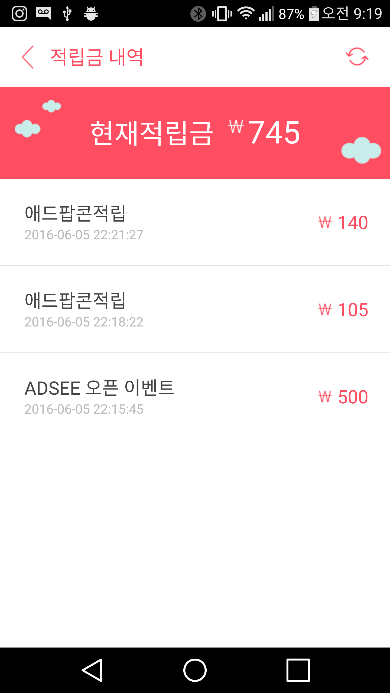 87% 오전 9:19
적립금 내역
현재적립금 ₩745
애드팝콘적립
2016-06-05 22:21:27
₩ 140
애드팝콘적립
2016-06-05 22:18:22
₩ 105
ADSEE 오픈 이벤트
2016-06-05 22:15:45
₩ 500